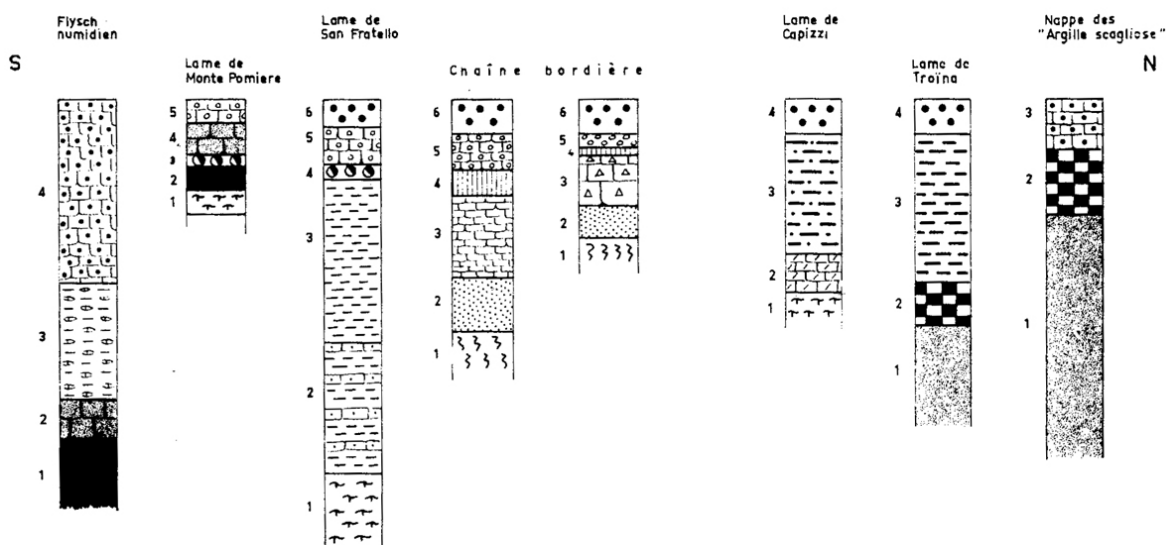 Flysch
numidien
Lame de
San Fratello
Lame de
Capizzi
Nappe des
"Argille scagliose"
S
Lame de
Monte Pomiere
Chaîne bordière
Lame de
Troïna
N
4
3
2
1
5
4
3
2
1
6
5
4
3
2
1
6
5
4
3
2
1
6
5
4
3
2
1
4
3
2
1
4
3
2
1
3
2
1